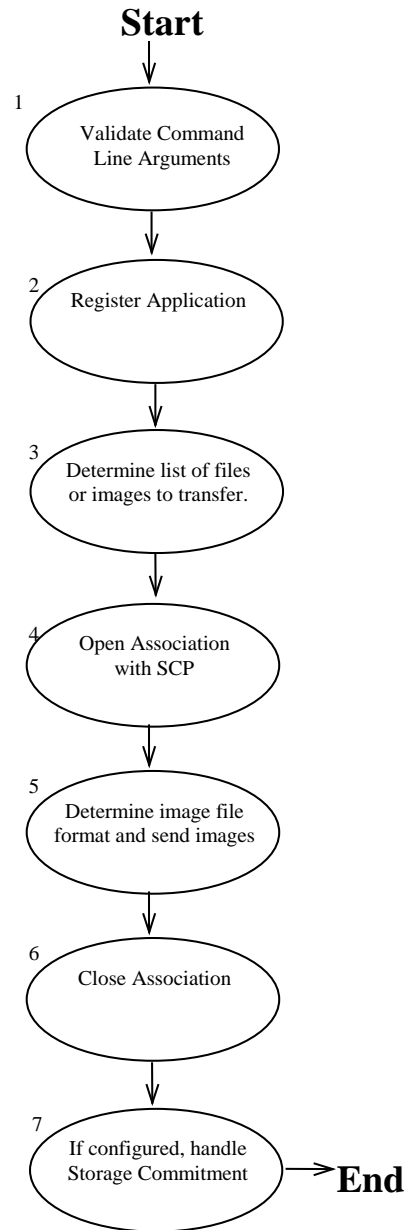 Start
1
Validate Command
Line Arguments
2
Register Application
3
Determine list of files
or images to transfer.
4
Open Association
with SCP
5
Determine image file
format and send images
6
Close Association
7
If configured, handle
Storage Commitment
End